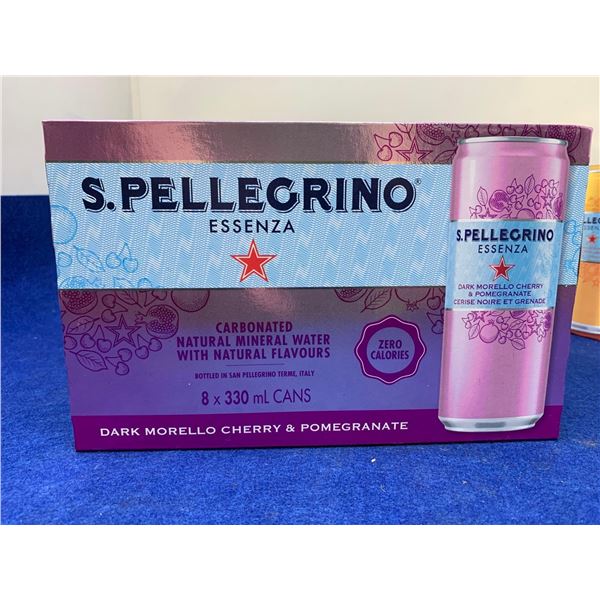 S.PELLEGRINO®
ESSENZA
CARBONATED
NATURAL MINERAL WATER
WITH NATURAL FLAVOURS
BOTTLED IN SAN PELLEGRINO TERME, ITALY
8 x 330 mL CANS
ZERO
CALORIES
DARK MORELLO CHERRY & POMEGRANATE
S.PELLEGRINO
ESSENZA
DARK MORELLO CHERRY
& POMEGRANATE
CERISE NOIRE ET GRENADE